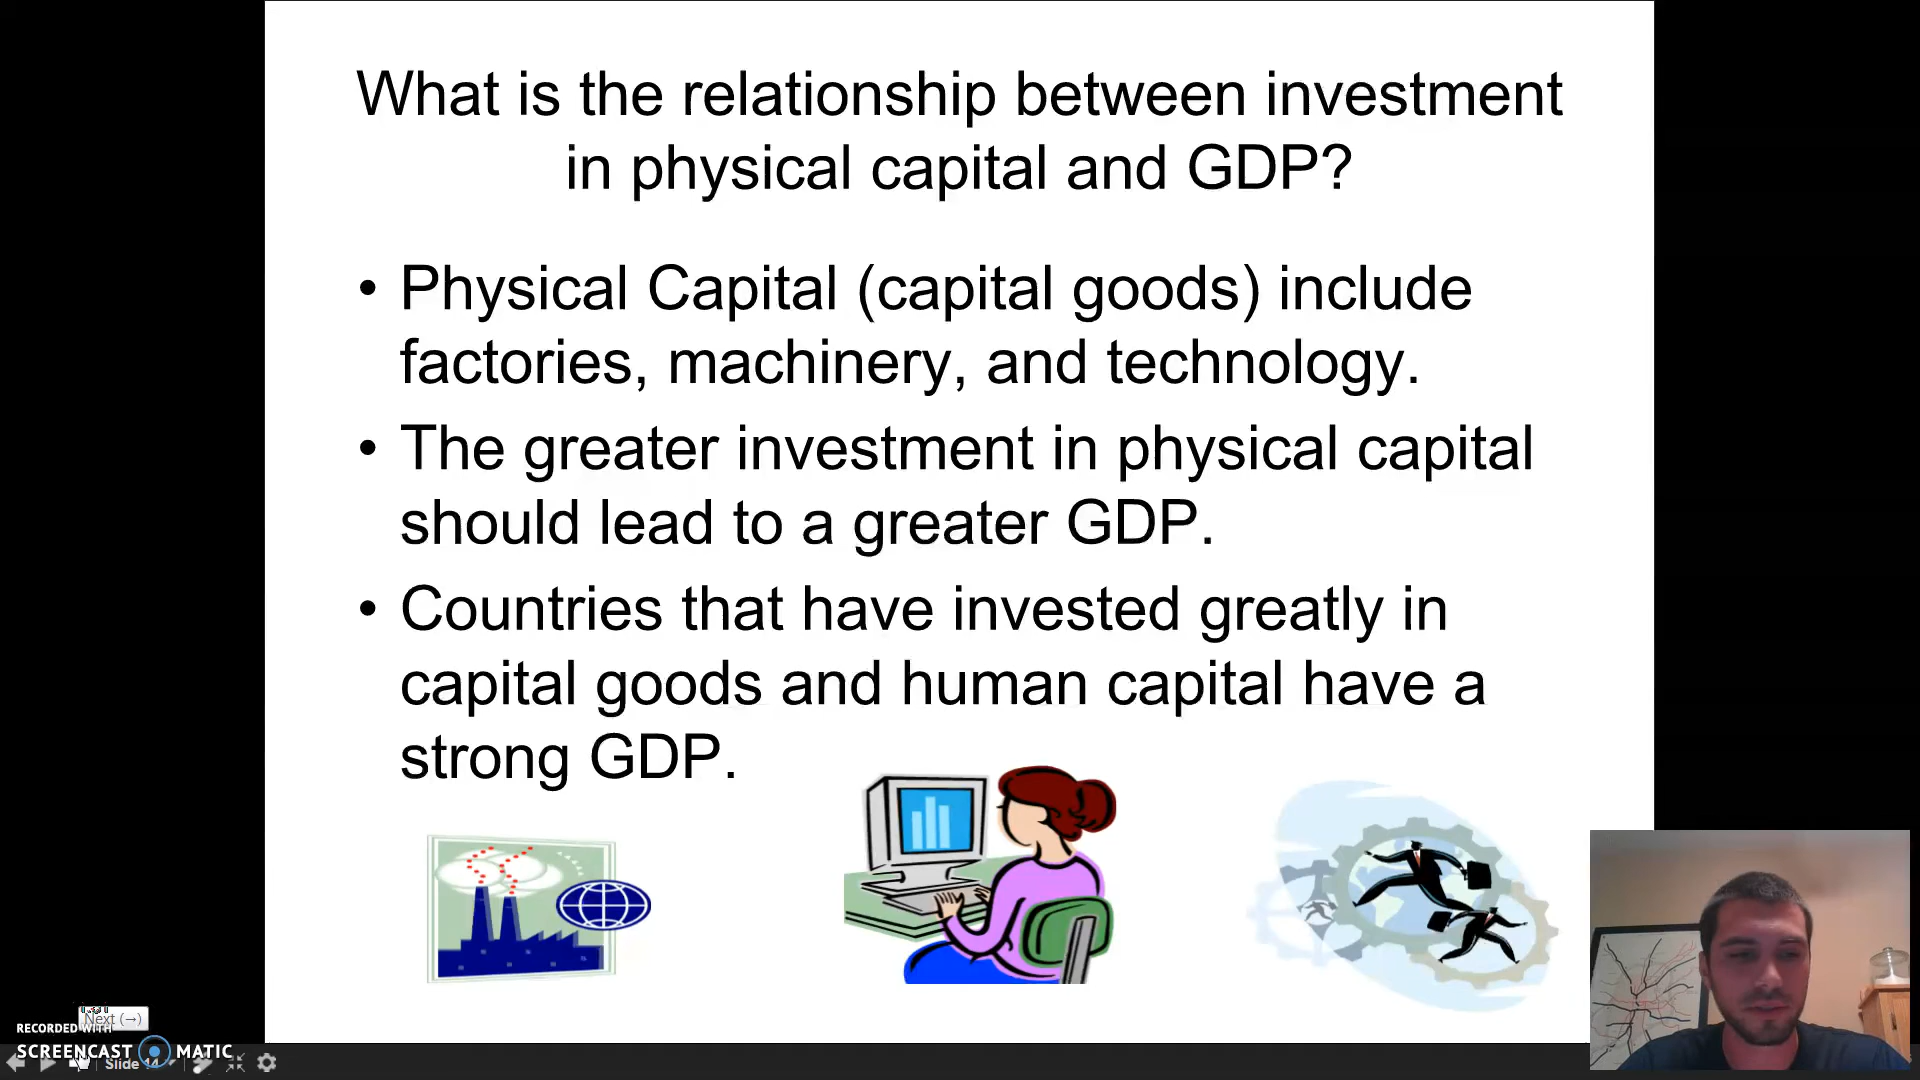 What is the relationship between investment
in physical capital and GDP?
• Physical Capital (capital goods) include
factories, machinery, and technology.
• The greater investment in physical capital
should lead to a greater GDP.
• Countries that have invested greatly in
capital goods and human capital have a
strong GDP.
Next (→)
RECORDED WITH
SCREENCAST MATIC
Slide 14